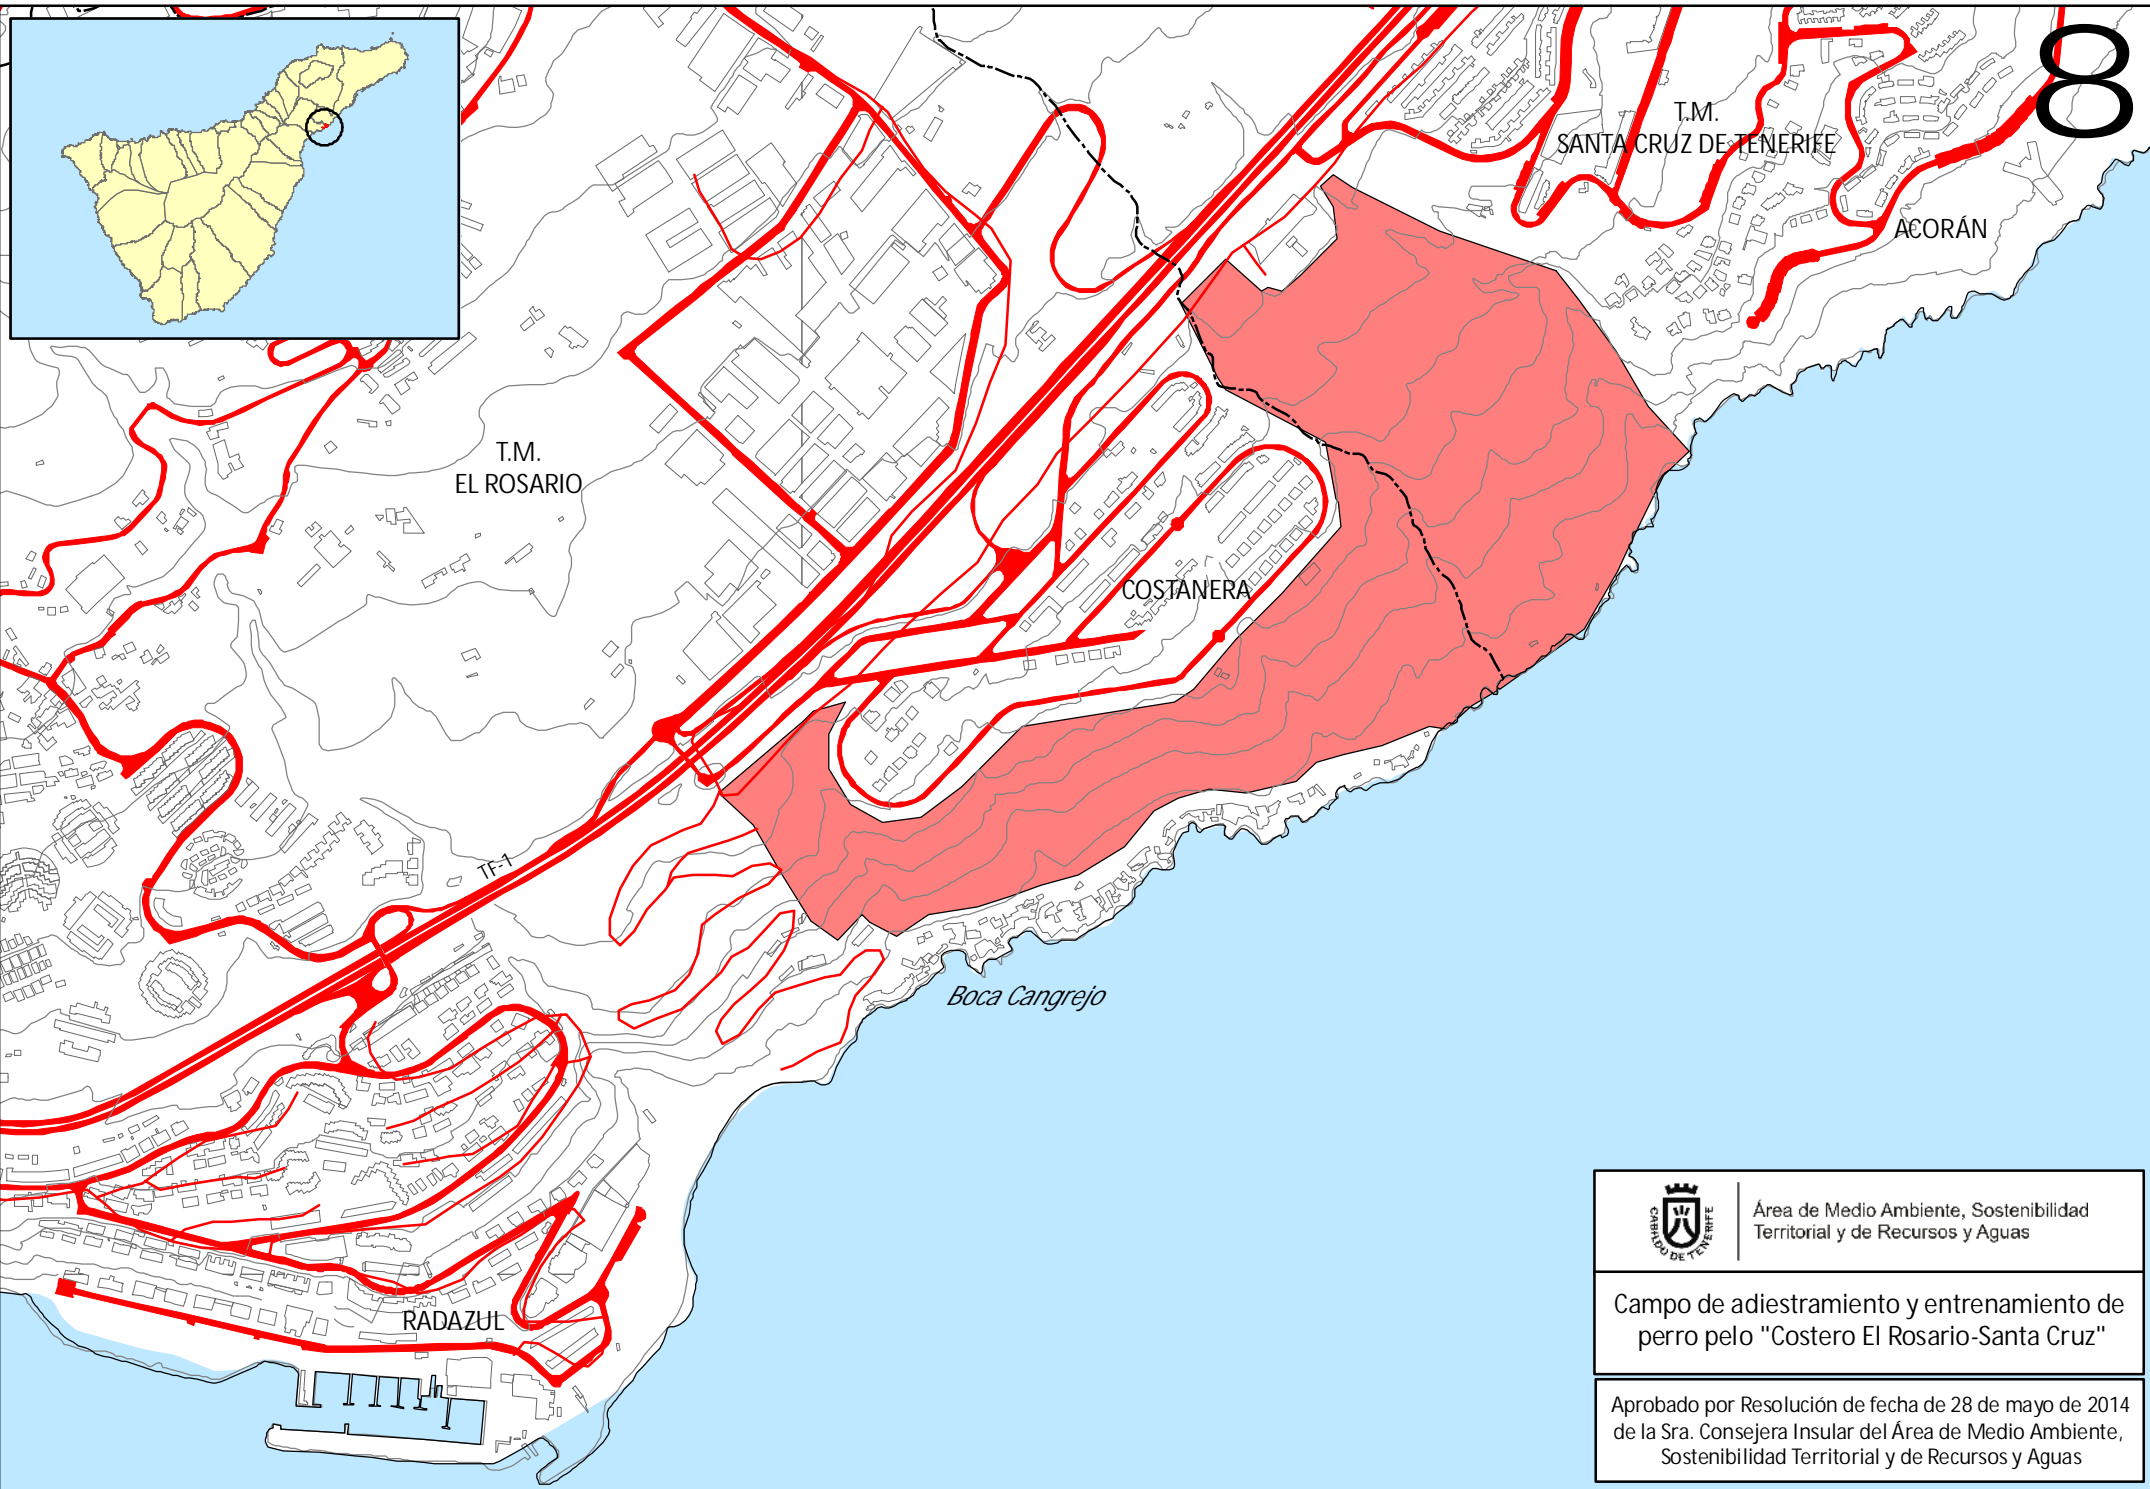 8
T.M.
SANTA CRUZ DE TENERIFE
ACORÁN
T.M.
EL ROSARIO
COSTANERA
TF-1
Boca Cangrejo
RADAZUL
CABILDO DE TENERIFE
Área de Medio Ambiente, Sostenibilidad
Territorial y de Recursos y Aguas
Campo de adiestramiento y entrenamiento de
perro pelo "Costero El Rosario-Santa Cruz"
Aprobado por Resolución de fecha de 28 de mayo de 2014
de la Sra. Consejera Insular del Área de Medio Ambiente,
Sostenibilidad Territorial y de Recursos y Aguas